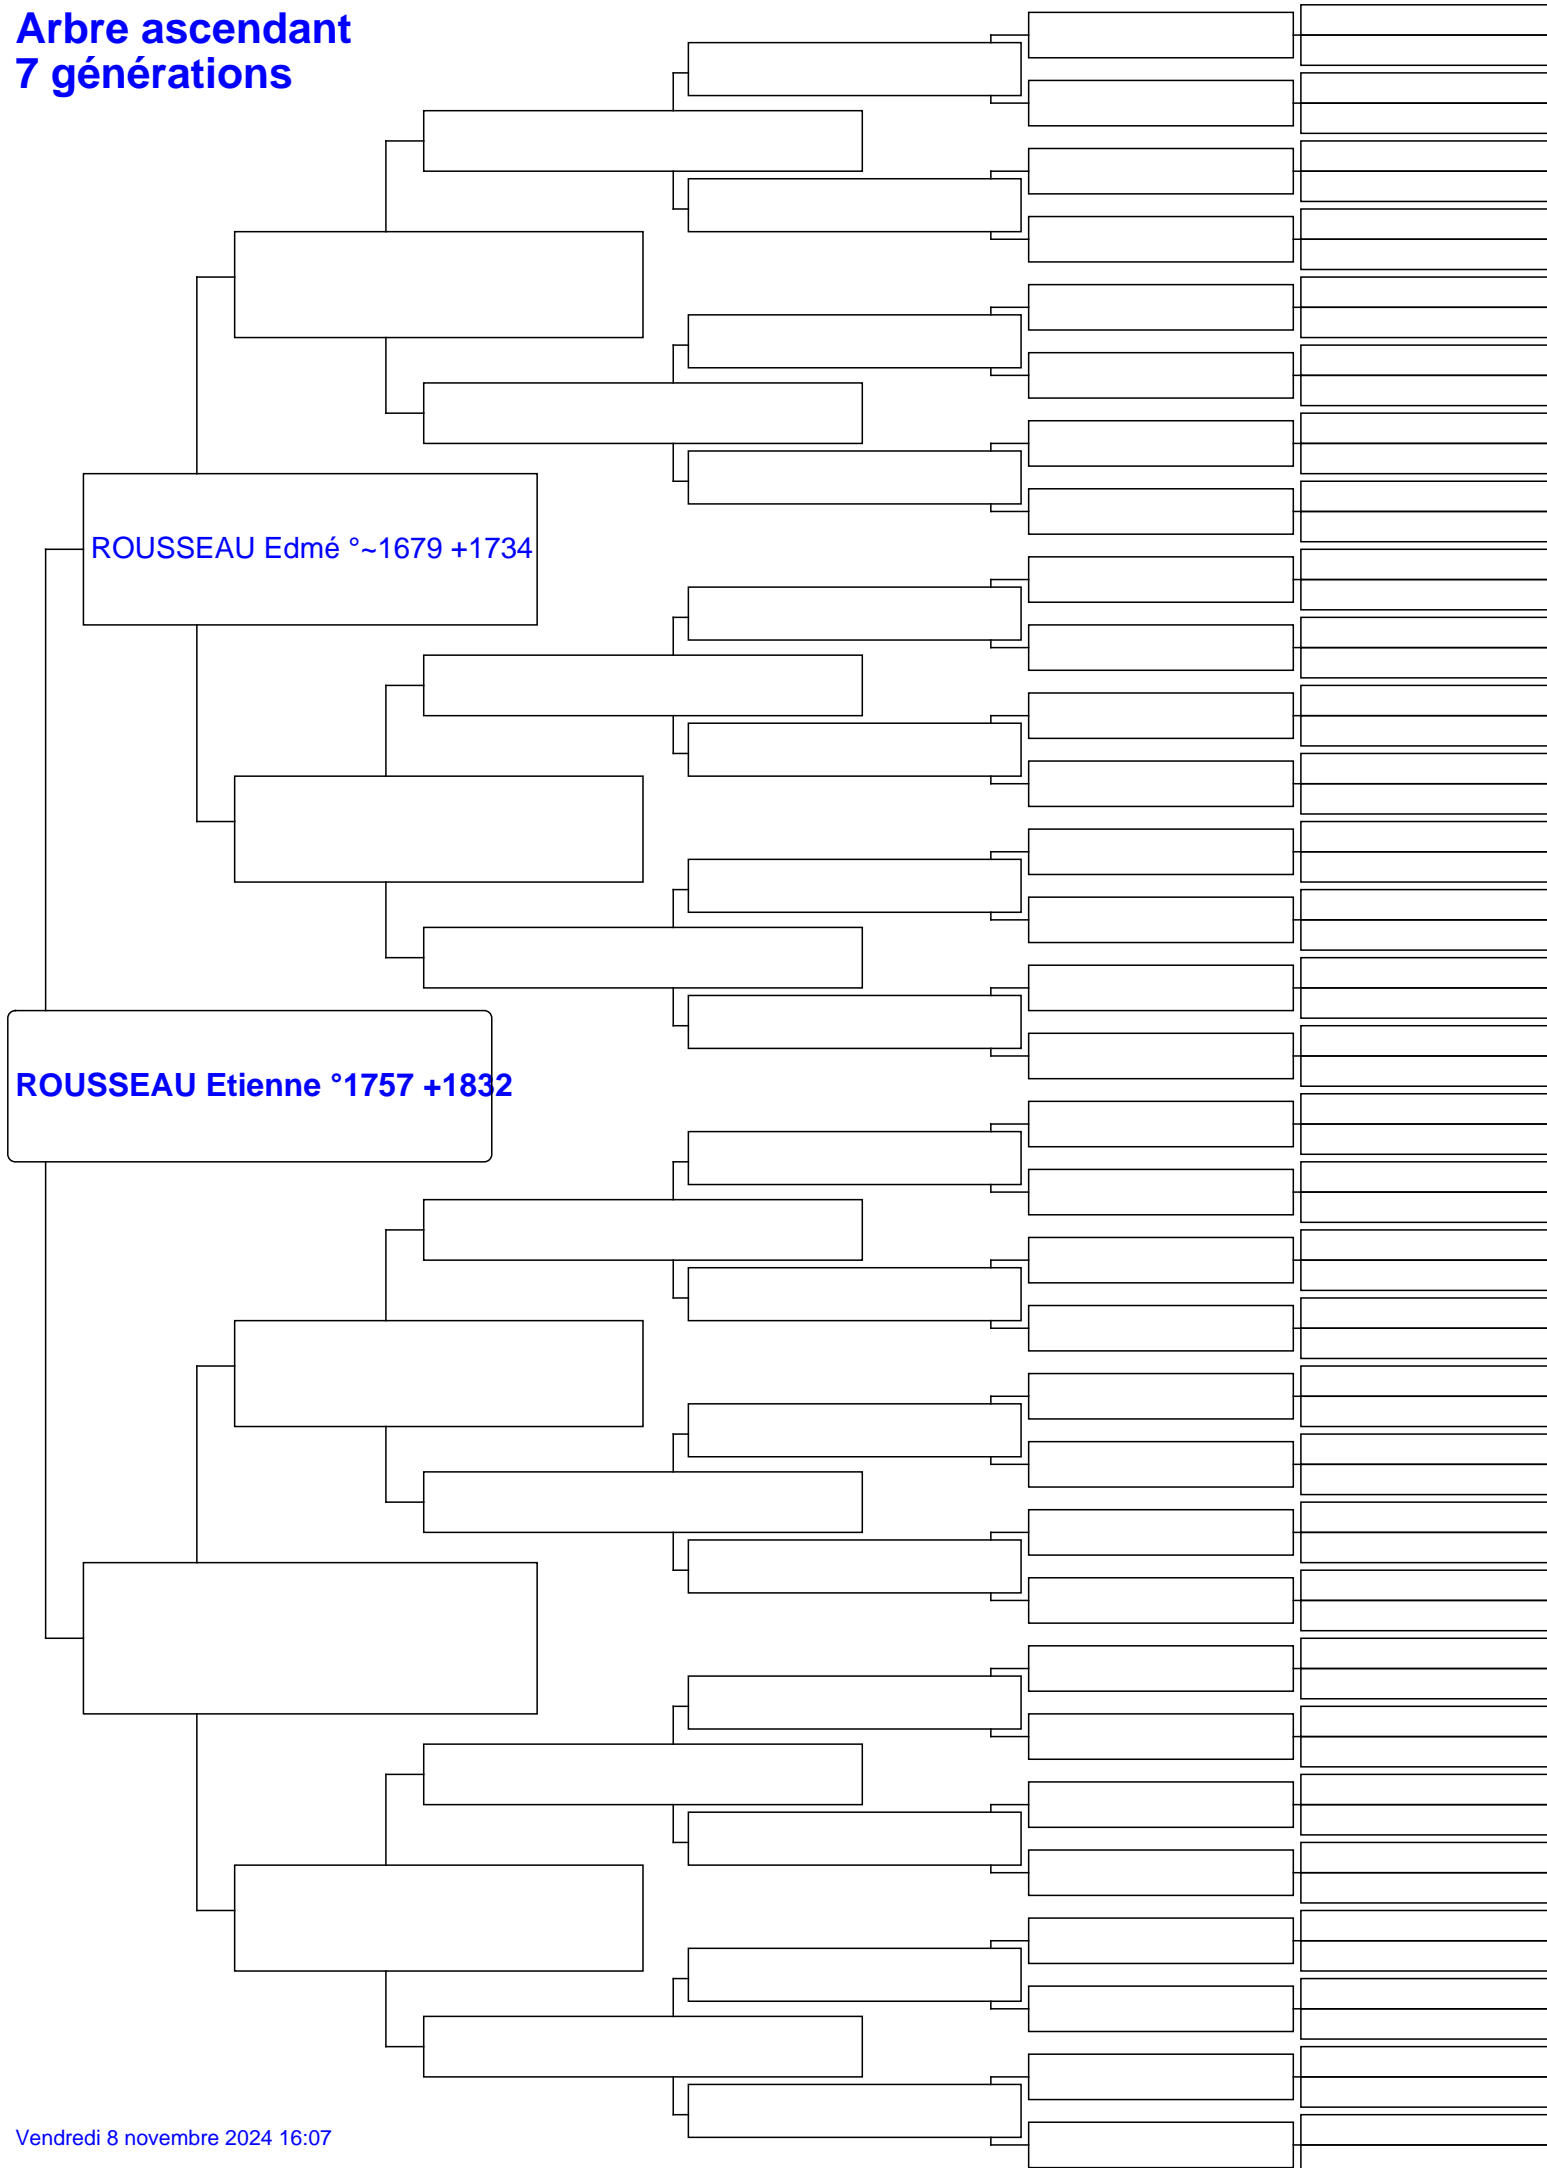 Arbre ascendant
7 générations
ROUSSEAU Edmé °~1679 +1734
ROUSSEAU Etienne °1757 +1832
Vendredi 8 novembre 2024 16:07